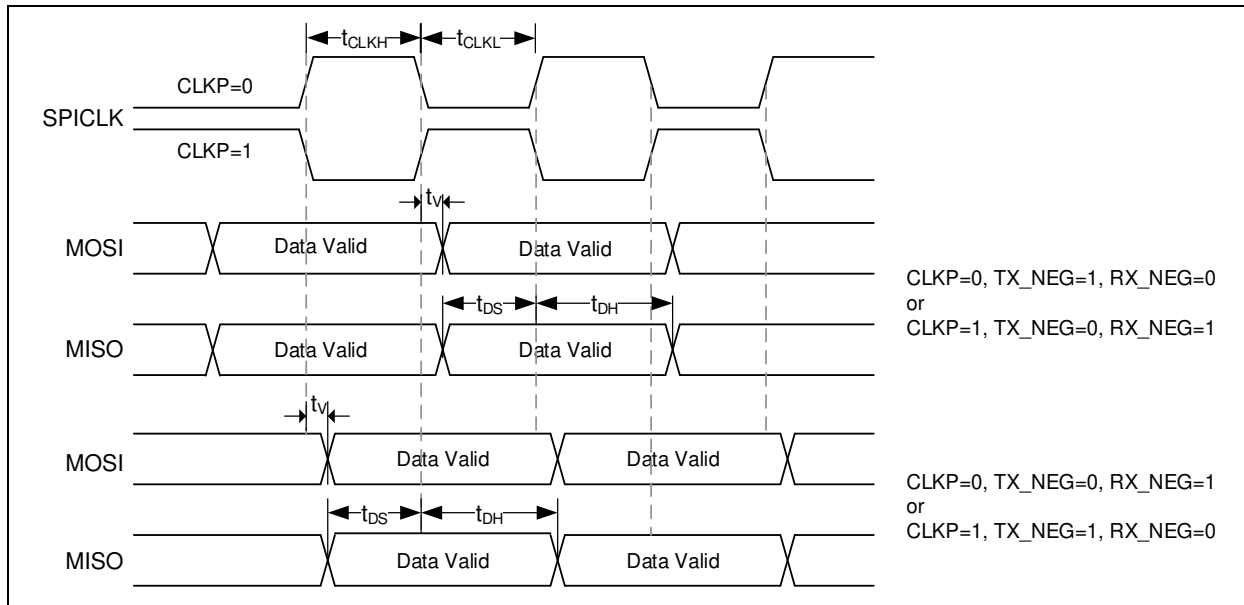 tCLKH tCLKL
CLKP=0
SPICLK
CLKP=1
tV
MOSI Data Valid Data Valid
CLKP=0, TX_NEG=1, RX_NEG=0
or
CLKP=1, TX_NEG=0, RX_NEG=1
tDS tDH
MISO Data Valid Data Valid
tV
MOSI Data Valid Data Valid
CLKP=0, TX_NEG=0, RX_NEG=1
or
CLKP=1, TX_NEG=1, RX_NEG=0
tDS tDH
MISO Data Valid Data Valid